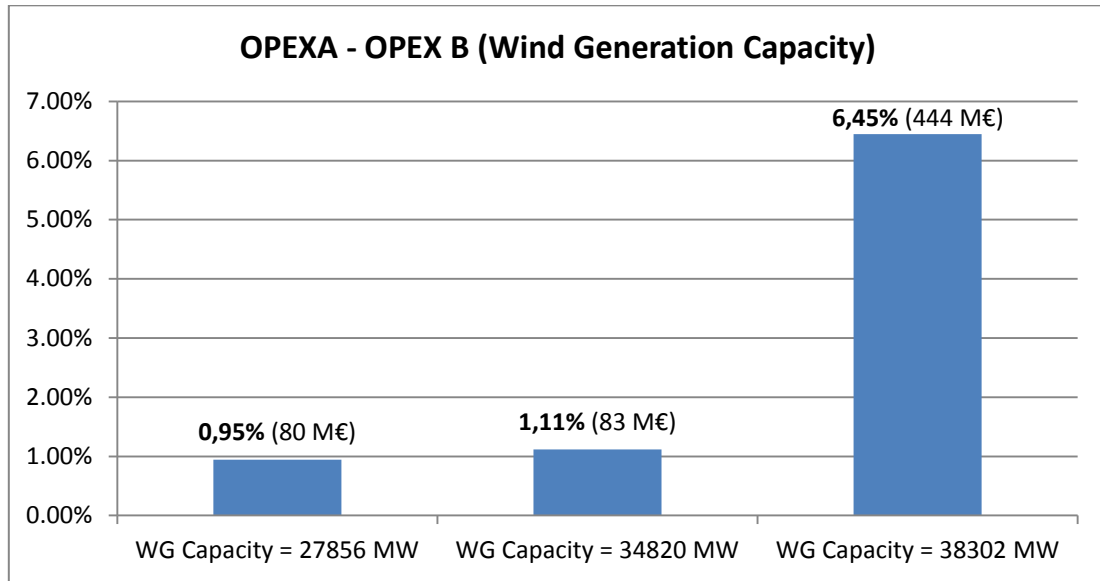 OPEXA - OPEX B (Wind Generation Capacity)
7.00%
6.00%
5.00%
4.00%
3.00%
2.00%
1.00%
0.00%
0,95% (80 M€)
1,11% (83 M€)
6,45% (444 M€)
WG Capacity = 27856 MW
WG Capacity = 34820 MW
WG Capacity = 38302 MW